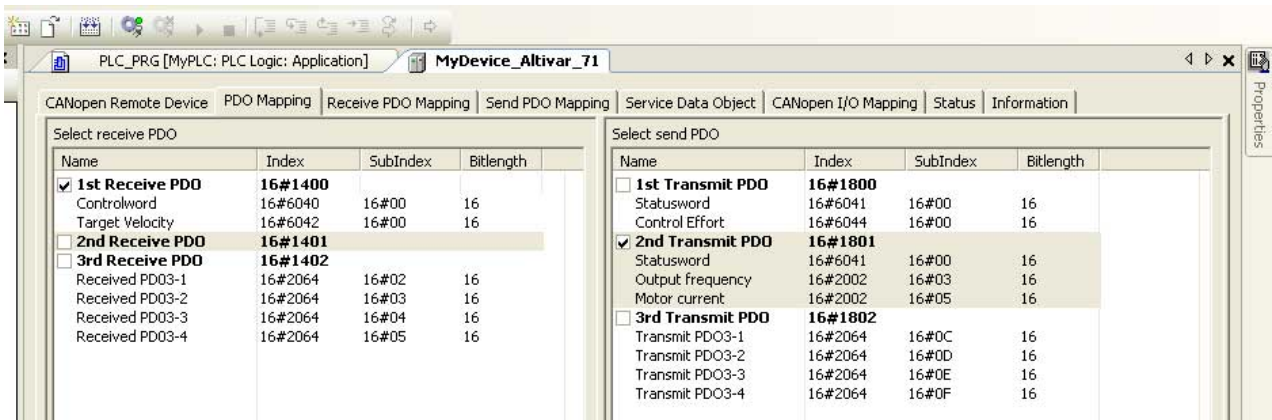 PLC_PRG [MyPLC: PLC Logic: Application] MyDevice_Altivar_71
Properties
CANopen Remote Device PDO Mapping Receive PDO Mapping Send PDO Mapping Service Data Object CANopen I/O Mapping Status Information
Select receive PDO
Name Index SubIndex Bitlength
1st Receive PDO 16#1400
Controlword 16#6040 16#00 16
Target Velocity 16#6042 16#00 16
2nd Receive PDO 16#1401
3rd Receive PDO 16#1402
Received PD03-1 16#2064 16#02 16
Received PD03-2 16#2064 16#03 16
Received PD03-3 16#2064 16#04 16
Received PD03-4 16#2064 16#05 16
Select send PDO
Name Index SubIndex Bitlength
1st Transmit PDO 16#1800
Statusword 16#6041 16#00 16
Control Effort 16#6044 16#00 16
2nd Transmit PDO 16#1801
Statusword 16#6041 16#00 16
Output frequency 16#2002 16#03 16
Motor current 16#2002 16#05 16
3rd Transmit PDO 16#1802
Transmit PDO3-1 16#2064 16#0C 16
Transmit PDO3-2 16#2064 16#0D 16
Transmit PDO3-3 16#2064 16#0E 16
Transmit PDO3-4 16#2064 16#0F 16